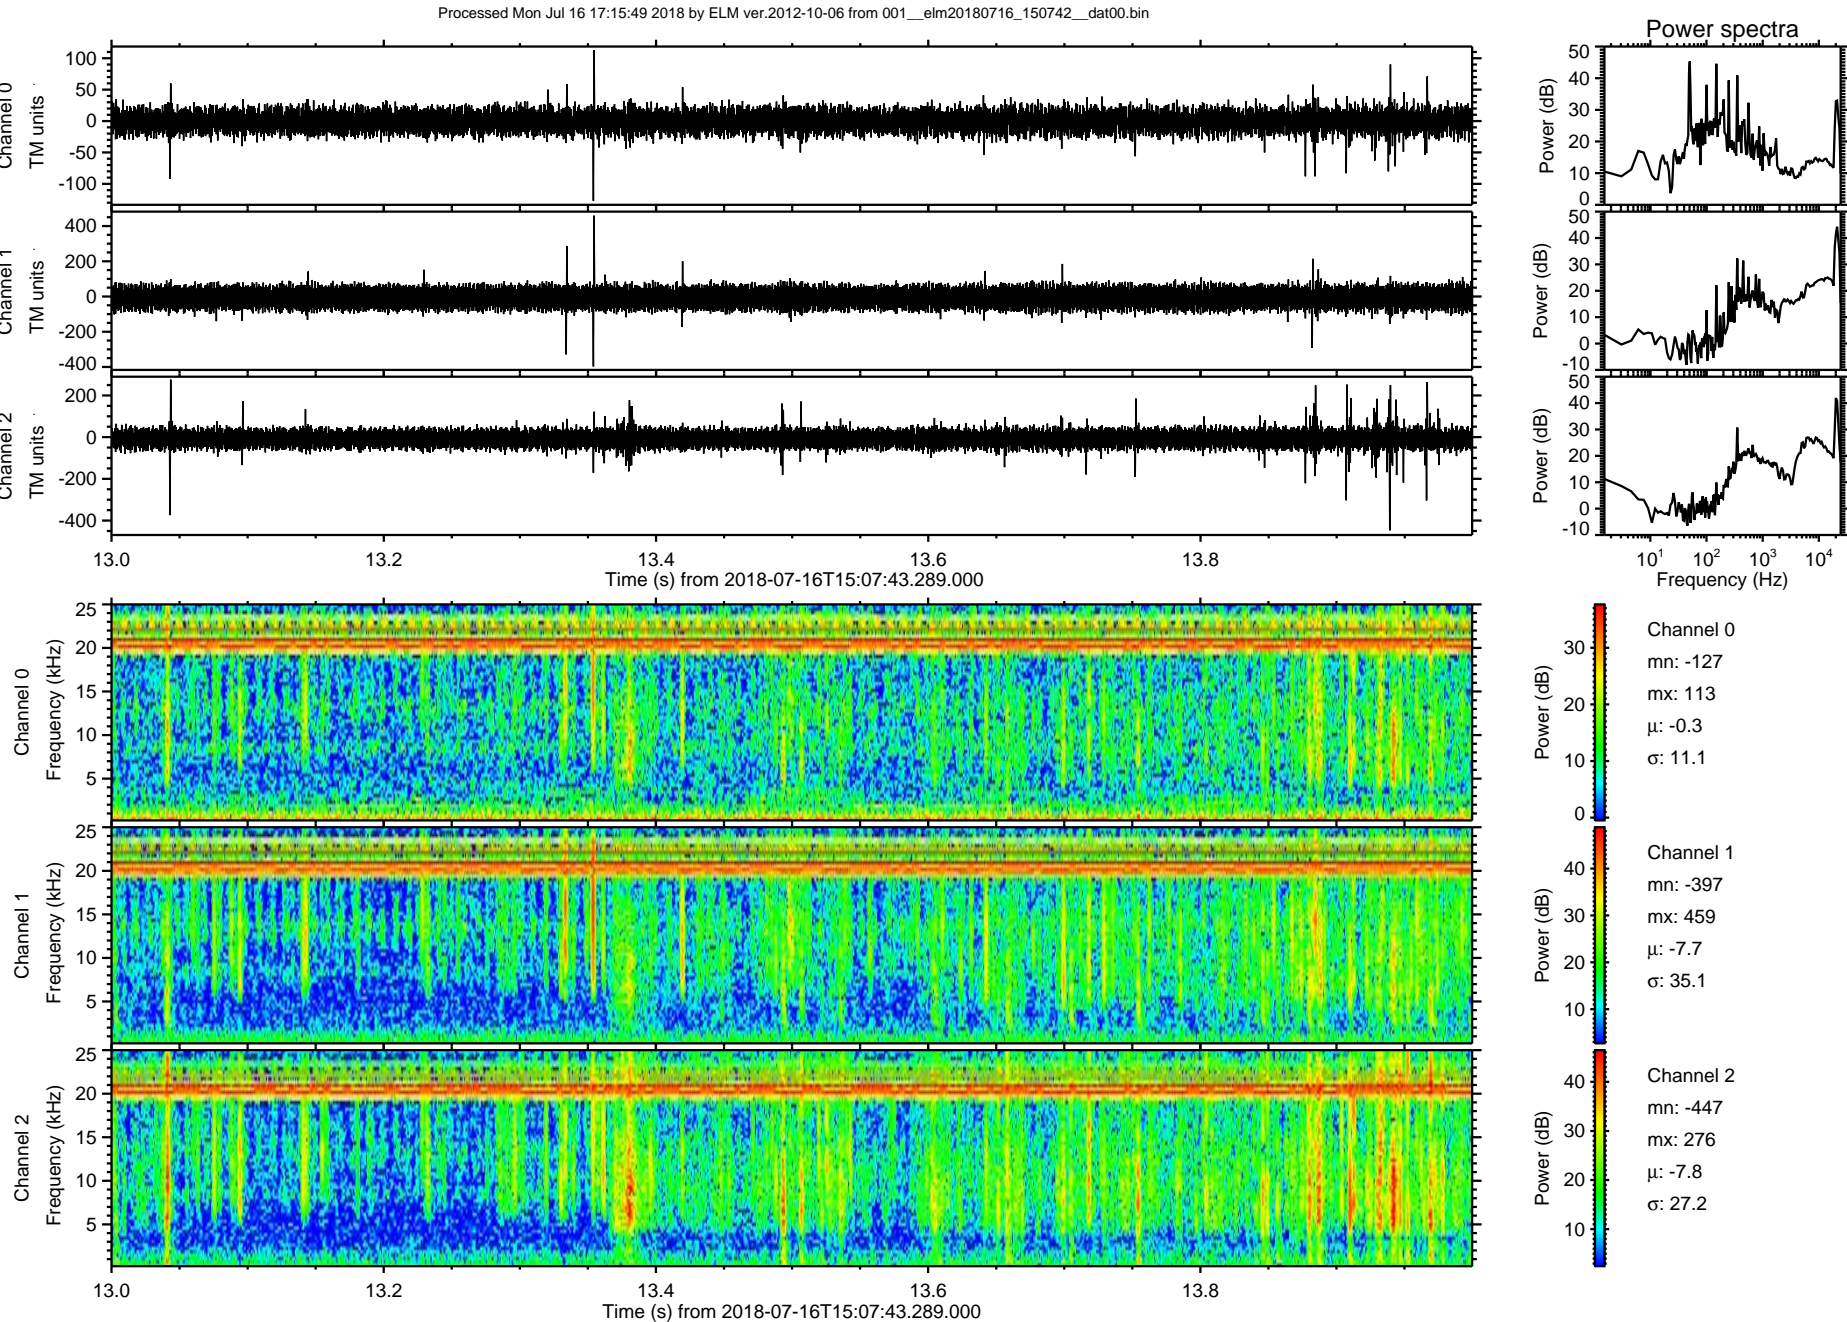 Processed Mon Jul 16 17:15:49 2018 by ELM ver.2012-10-06 from 001__elm20180716_150742__dat00.bin
Power spectra
Channel 0
TM units
100
50
0
-50
-100
Power (dB)
50
40
30
20
10
0
Channel 1
TM units
400
200
0
-200
-400
Power (dB)
50
40
30
20
10
0
-10
Channel 2
TM units
200
0
-200
-400
Power (dB)
50
40
30
20
10
0
-10
13.0 13.2 13.4 13.6 13.8
Time (s) from 2018-07-16T15:07:43.289.000
10^1 10^2 10^3 10^4
Frequency (Hz)
Channel 0
Frequency (kHz)
25
20
15
10
5
Power (dB)
30
20
10
0
Channel 0
mn: -127
mx: 113
μ: -0.3
σ: 11.1
Channel 1
Frequency (kHz)
25
20
15
10
5
Power (dB)
40
30
20
10
Channel 1
mn: -397
mx: 459
μ: -7.7
σ: 35.1
Channel 2
Frequency (kHz)
25
20
15
10
5
Power (dB)
40
30
20
10
Channel 2
mn: -447
mx: 276
μ: -7.8
σ: 27.2
13.0 13.2 13.4 13.6 13.8
Time (s) from 2018-07-16T15:07:43.289.000